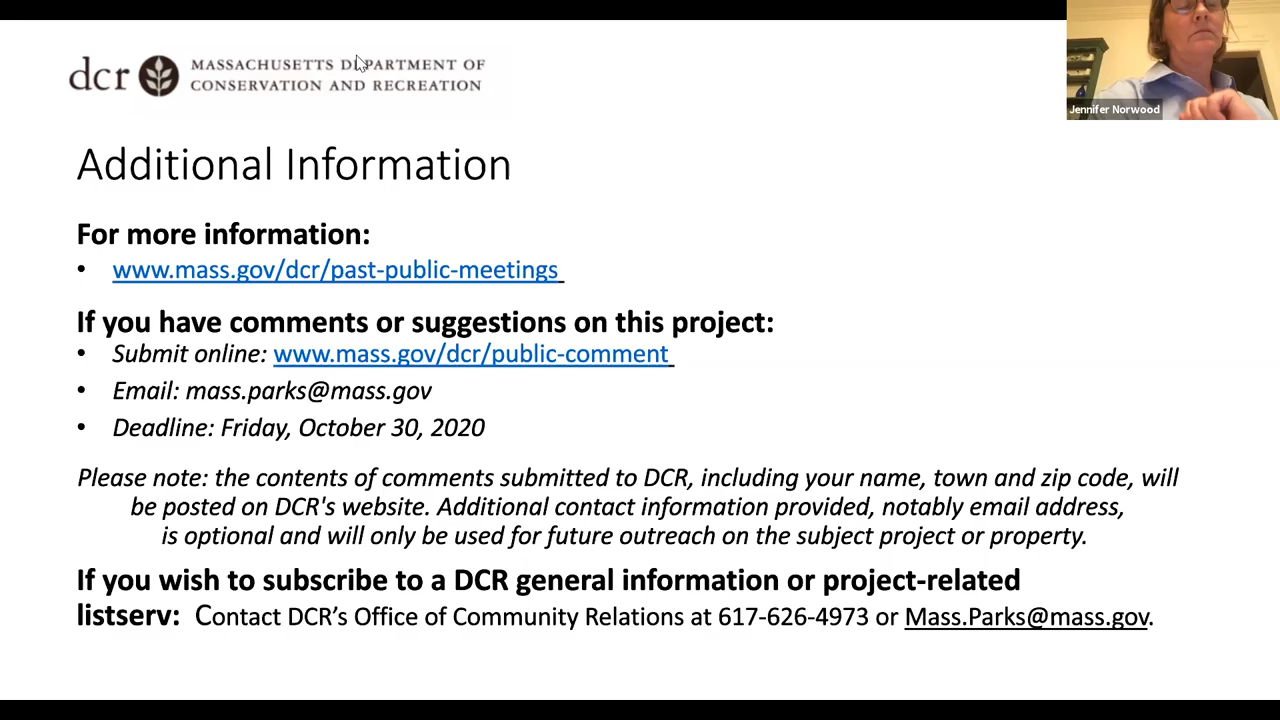 dcr
MASSACHUSETTS DEPARTMENT OF
CONSERVATION AND RECREATION
Jennifer Norwood
Additional Information
For more information:
• www.mass.gov/dcr/past-public-meetings
If you have comments or suggestions on this project:
• Submit online: www.mass.gov/dcr/public-comment
• Email: mass.parks@mass.gov
• Deadline: Friday, October 30, 2020
Please note: the contents of comments submitted to DCR, including your name, town and zip code, will
be posted on DCR's website. Additional contact information provided, notably email address,
is optional and will only be used for future outreach on the subject project or property.
If you wish to subscribe to a DCR general information or project-related
listserv: Contact DCR’s Office of Community Relations at 617-626-4973 or Mass.Parks@mass.gov.